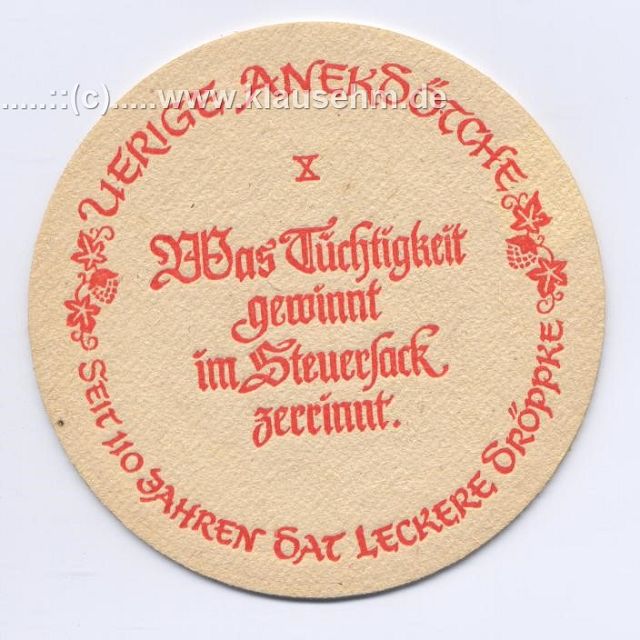 UERIGE ANEKDÖTCHE
.....::(c).....www.klausehm.de
X
Was Tüchtigkeit
gewinnt
im Steuersack
zerrinnt.
SEIT 110 JAHREN DAT LECKERE DRÖPPKE